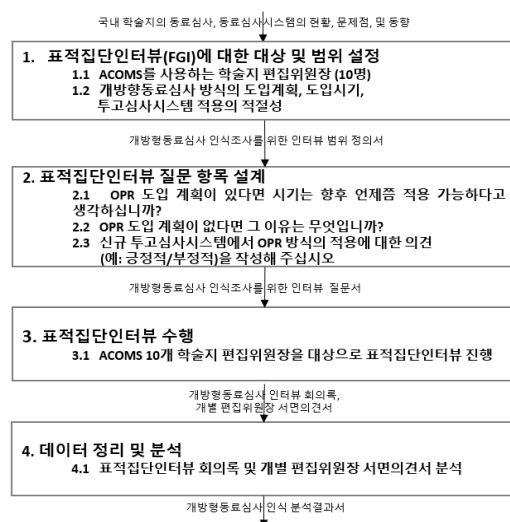 국내 학술지의 동료심사, 동료심사시스템의 현황, 문제점, 및 동향
1. 표적집단인터뷰(FGI)에 대한 대상 및 범위 설정
1.1 ACOMS를 사용하는 학술지 편집위원장 (10명)
1.2 개방향동료심사 방식의 도입계획, 도입시기,
투고심사시스템 적용의 적절성
개방형동료심사 인식조사를 위한 인터뷰 범위 정의서
2. 표적집단인터뷰 질문 항목 설계
2.1 OPR 도입 계획이 있다면 시기는 향후 언제쯤 적용 가능하다고
생각하십니까?
2.2 OPR 도입 계획이 없다면 그 이유는 무엇입니까?
2.3 신규 투고심사시스템에서 OPR 방식의 적용에 대한 의견
(예: 긍정적/부정적)을 작성해 주십시오
개방형동료심사 인식조사를 위한 인터뷰 질문서
3. 표적집단인터뷰 수행
3.1 ACOMS 10개 학술지 편집위원장을 대상으로 표적집단인터뷰 진행
개방형동료심사 인터뷰 회의록,
개별 편집위원장 서면의견서
4. 데이터 정리 및 분석
4.1 표적집단인터뷰 회의록 및 개별 편집위원장 서면의견서 분석
개방형동료심사 인식 분석결과서